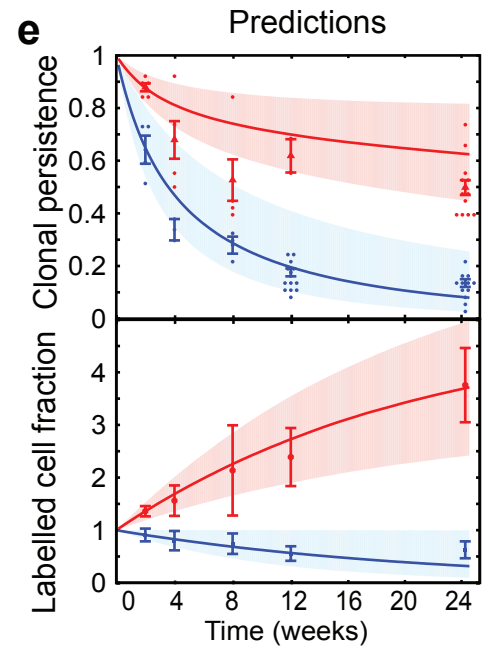 e
Predictions
Clonal persistence
1
0.8
0.6
0.4
0.2
0
Labelled cell fraction
4
3
2
1
0
0 4 8 12 16 20 24
Time (weeks)